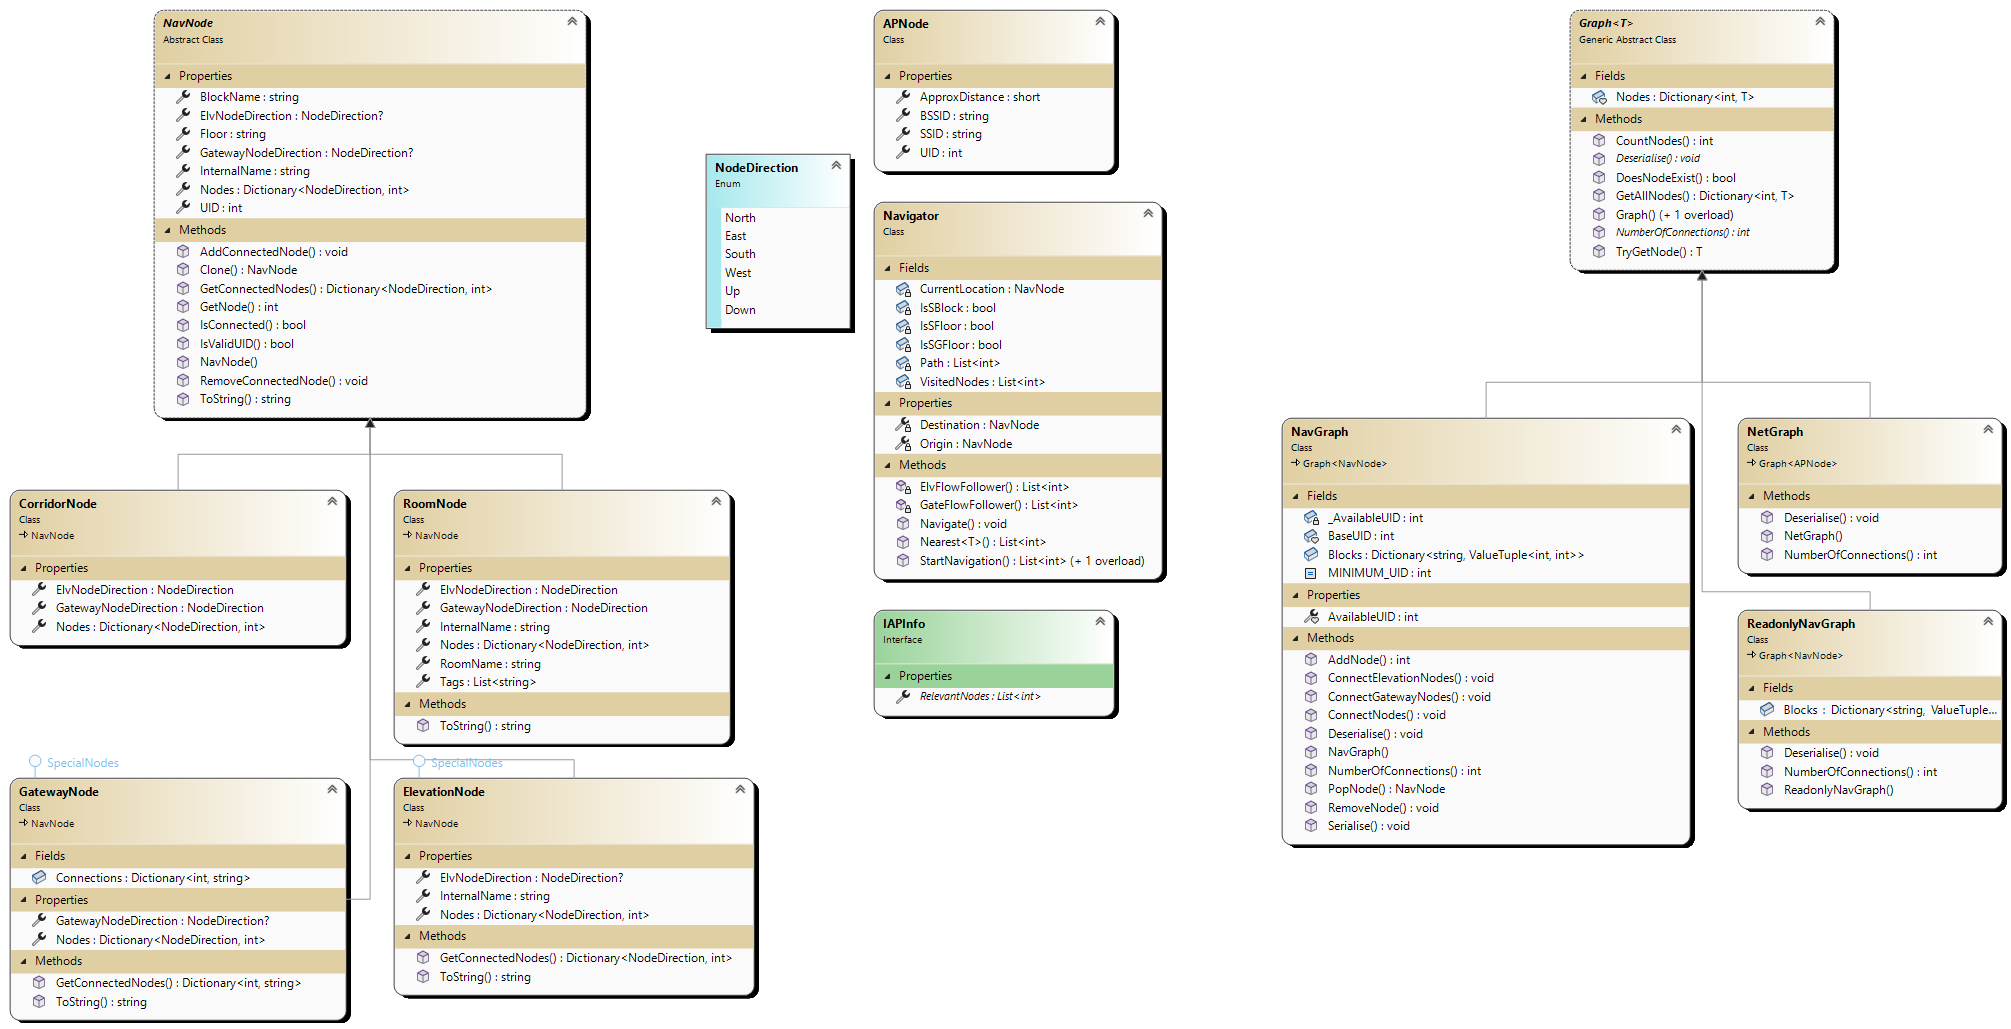 NavNode
Abstract Class
Properties
BlockName : string
ElvNodeDirection : NodeDirection?
Floor : string
GatewayNodeDirection : NodeDirection?
InternalName : string
Nodes : Dictionary<NodeDirection, int>
UID : int
Methods
AddConnectedNode() : void
Clone() : NavNode
GetConnectedNodes() : Dictionary<NodeDirection, int>
GetNode() : int
IsConnected() : bool
IsValidUID() : bool
NavNode()
RemoveConnectedNode() : void
ToString() : string
CorridorNode
Class
NavNode
Properties
ElvNodeDirection : NodeDirection
GatewayNodeDirection : NodeDirection
Nodes : Dictionary<NodeDirection, int>
RoomNode
Class
NavNode
Properties
ElvNodeDirection : NodeDirection
GatewayNodeDirection : NodeDirection
InternalName : string
Nodes : Dictionary<NodeDirection, int>
RoomName : string
Tags : List<string>
Methods
ToString() : string
SpecialNodes
GatewayNode
Class
NavNode
Fields
Connections : Dictionary<int, string>
Properties
GatewayNodeDirection : NodeDirection?
Nodes : Dictionary<NodeDirection, int>
Methods
GetConnectedNodes() : Dictionary<int, string>
ToString() : string
SpecialNodes
ElevationNode
Class
NavNode
Properties
ElvNodeDirection : NodeDirection?
InternalName : string
Nodes : Dictionary<NodeDirection, int>
Methods
GetConnectedNodes() : Dictionary<NodeDirection, int>
ToString() : string
NodeDirection
Enum
North
East
South
West
Up
Down
APNode
Class
Properties
ApproxDistance : short
BSSID : string
SSID : string
UID : int
Navigator
Class
Fields
CurrentLocation : NavNode
IsSBlock : bool
IsSFloor : bool
IsSGFloor : bool
Path : List<int>
VisitedNodes : List<int>
Properties
Destination : NavNode
Origin : NavNode
Methods
ElvFlowFollower() : List<int>
GateFlowFollower() : List<int>
Navigate() : void
Nearest<T>() : List<int>
StartNavigation() : List<int> (+ 1 overload)
IAPInfo
Interface
Properties
RelevantNodes : List<int>
Graph<T>
Generic Abstract Class
Fields
Nodes : Dictionary<int, T>
Methods
CountNodes() : int
Deserialise() : void
DoesNodeExist() : bool
GetAllNodes() : Dictionary<int, T>
Graph() (+ 1 overload)
NumberOfConnections() : int
TryGetNode() : T
NavGraph
Class
Graph<NavNode>
Fields
_AvailableUID : int
BaseUID : int
Blocks : Dictionary<string, ValueTuple<int, int>>
MINIMUM_UID : int
Properties
AvailableUID : int
Methods
AddNode() : int
ConnectElevationNodes() : void
ConnectGatewayNodes() : void
ConnectNodes() : void
Deserialise() : void
NavGraph()
NumberOfConnections() : int
PopNode() : NavNode
RemoveNode() : void
Serialise() : void
NetGraph
Class
Graph<APNode>
Methods
Deserialise() : void
NetGraph()
NumberOfConnections() : int
ReadonlyNavGraph
Class
Graph<NavNode>
Fields
Blocks : Dictionary<string, ValueTuple...
Methods
Deserialise() : void
NumberOfConnections() : int
ReadonlyNavGraph()